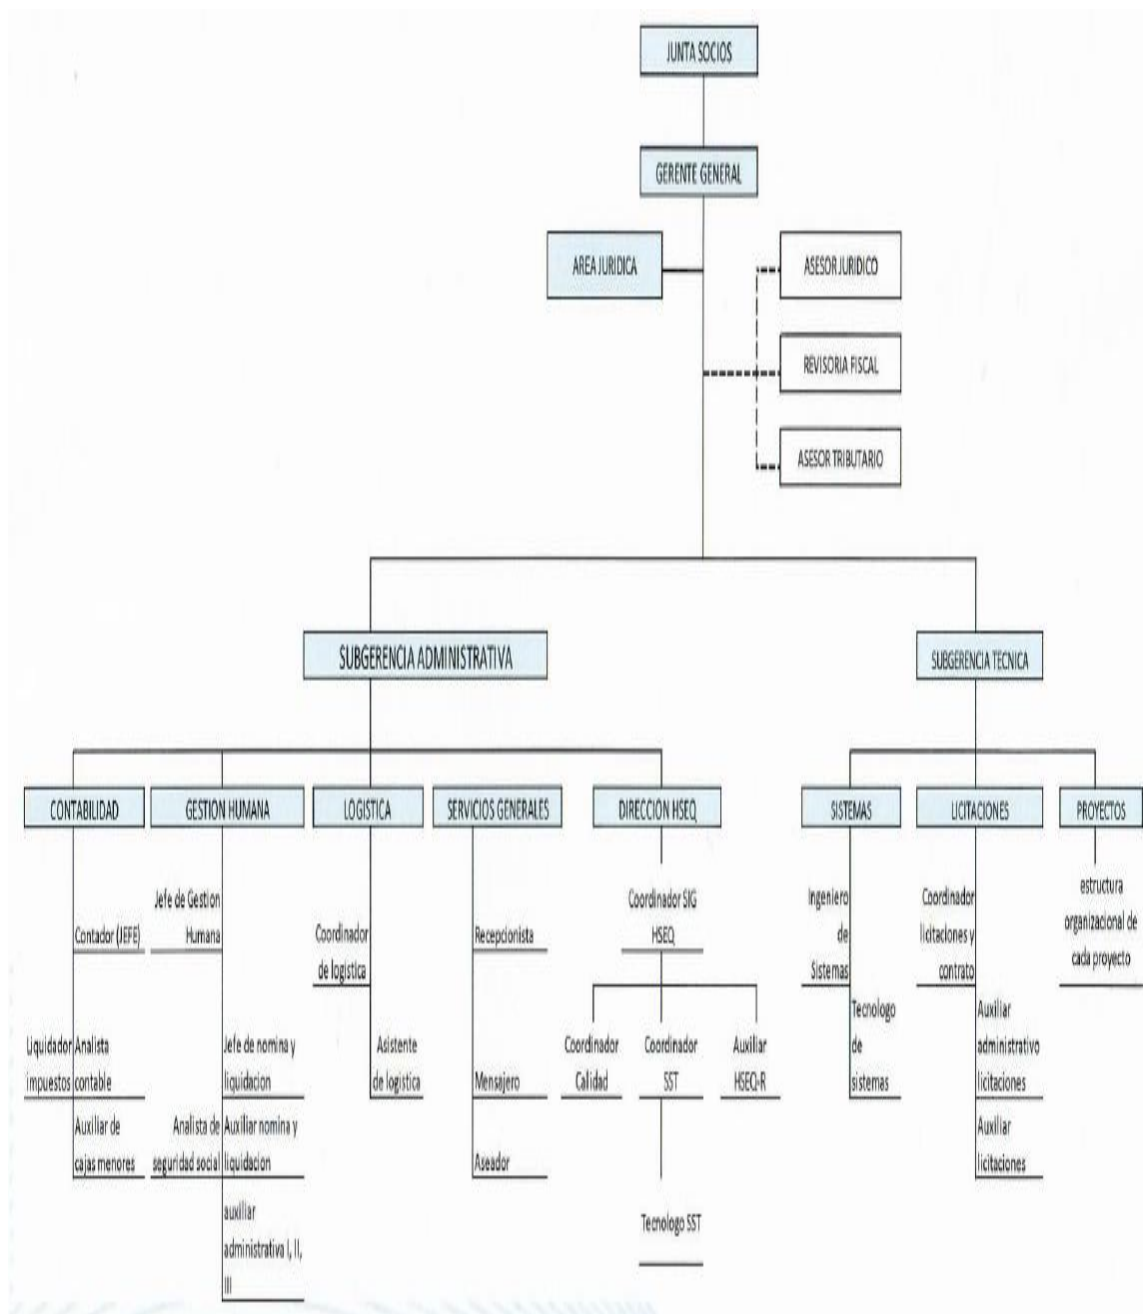 JUNTA SOCIOS
GERENTE GENERAL
AREA JURIDICA
ASESOR JURIDICO
REVISORIA FISCAL
ASESOR TRIBUTARIO
SUBGERENCIA ADMINISTRATIVA
SUBGERENCIA TECNICA
CONTABILIDAD
GESTION HUMANA
LOGISTICA
SERVICIOS GENERALES
DIRECCION HSEQ
SISTEMAS
LICITACIONES
PROYECTOS
Contador (JEFE)
Liquidador
impuestos
Analista
contable
Auxiliar de
cajas menores
Jefe de Gestion
Humana
Jefe de nomina y
liquidacion
Analista de
seguridad social
Auxiliar nomina y
liquidacion
auxiliar
administrativa I, II,
III
Coordinador
de logistica
Asistente
de logistica
Recepcionista
Mensajero
Aseador
Coordinador SIG
HSEQ
Coordinador
Calidad
Coordinador
SST
Auxiliar
HSEQ-R
Tecnologo SST
Ingeniero
de
Sistemas
Tecnologo
de
sistemas
Coordinador
licitaciones y
contrato
Auxiliar
administrativo
licitaciones
Auxiliar
licitaciones
estructura
organizacional de
cada proyecto